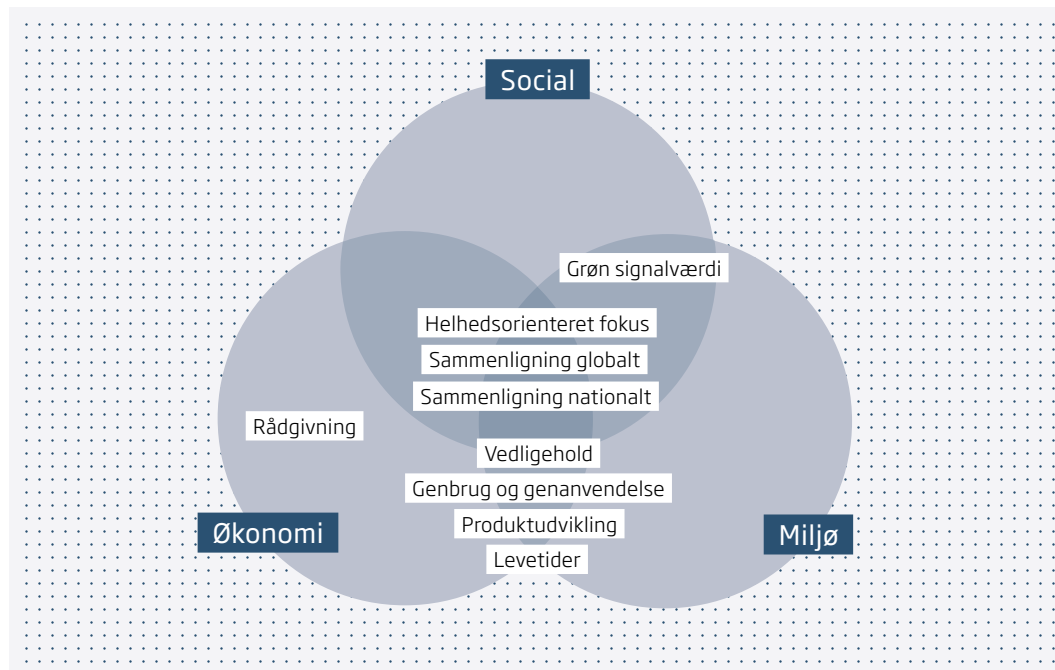 Social
Grøn signalværdi
Helhedsorienteret fokus
Sammenligning globalt
Sammenligning nationalt
Rådgivning
Vedligehold
Genbrug og genanvendelse
Produktudvikling
Økonomi
Miljø
Levetider